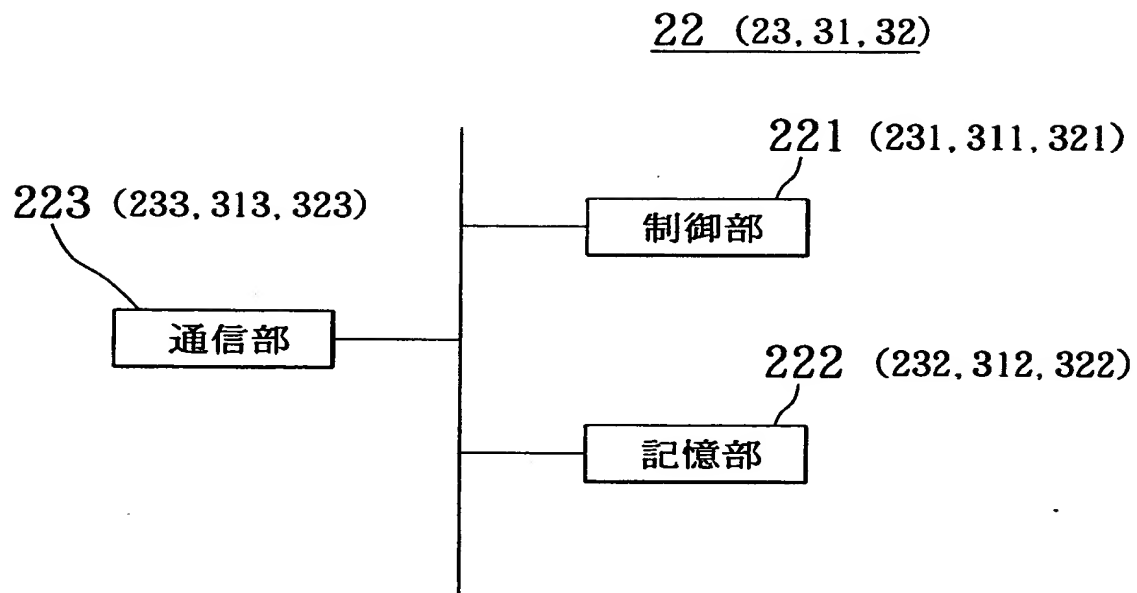 22 (23, 31, 32)
221 (231, 311, 321)
制御部
223 (233, 313, 323)
通信部
222 (232, 312, 322)
記憶部